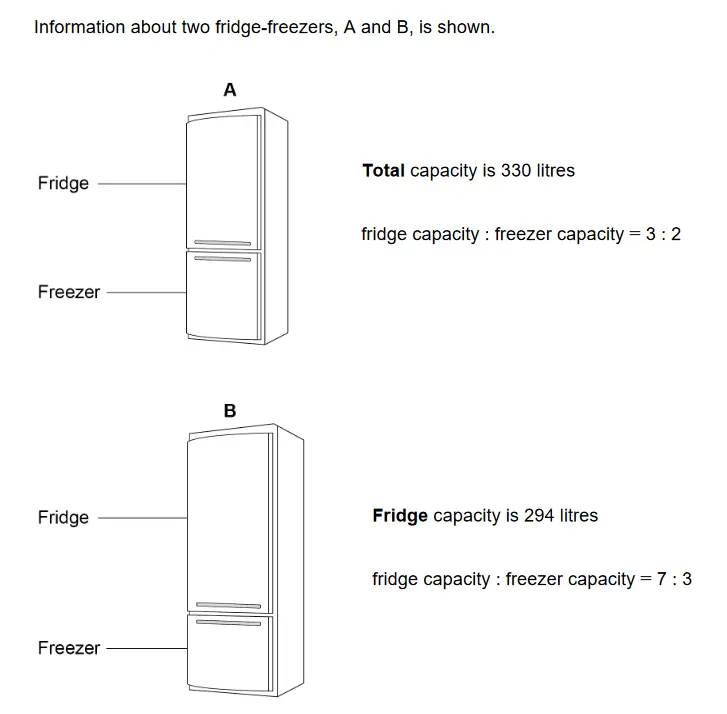 Information about two fridge-freezers, A and B, is shown.
A
Fridge
Total capacity is 330 litres
fridge capacity : freezer capacity = 3 : 2
Freezer
B
Fridge
Fridge capacity is 294 litres
fridge capacity : freezer capacity = 7 : 3
Freezer